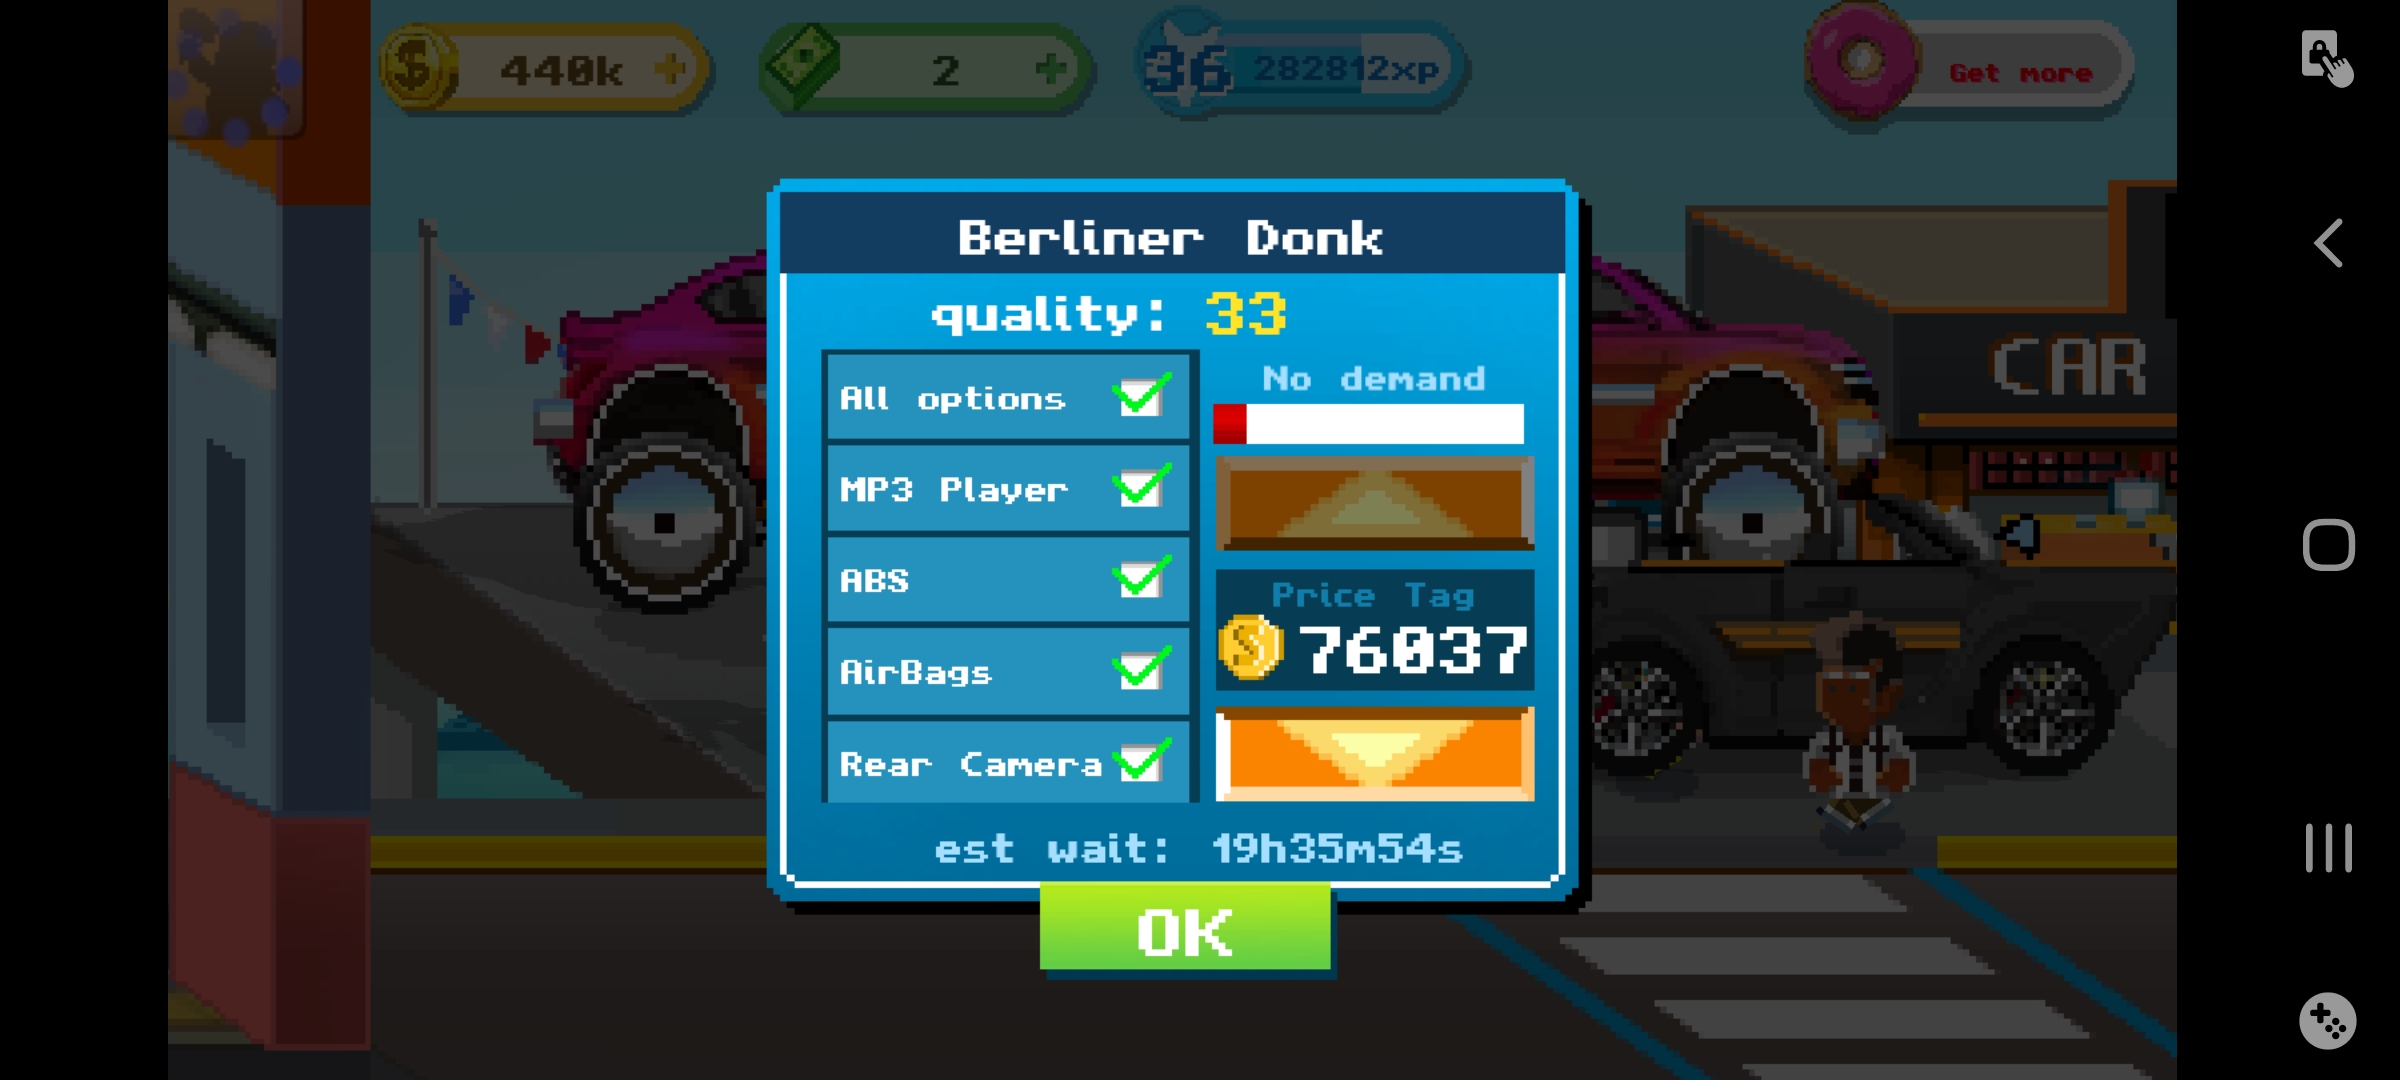 440k
2
36
282812xp
Get more
Berliner Donk
quality: 33
All options
MP3 Player
ABS
AirBags
Rear Camera
No demand
Price Tag
76037
est wait: 19h35m54s
OK
CAR